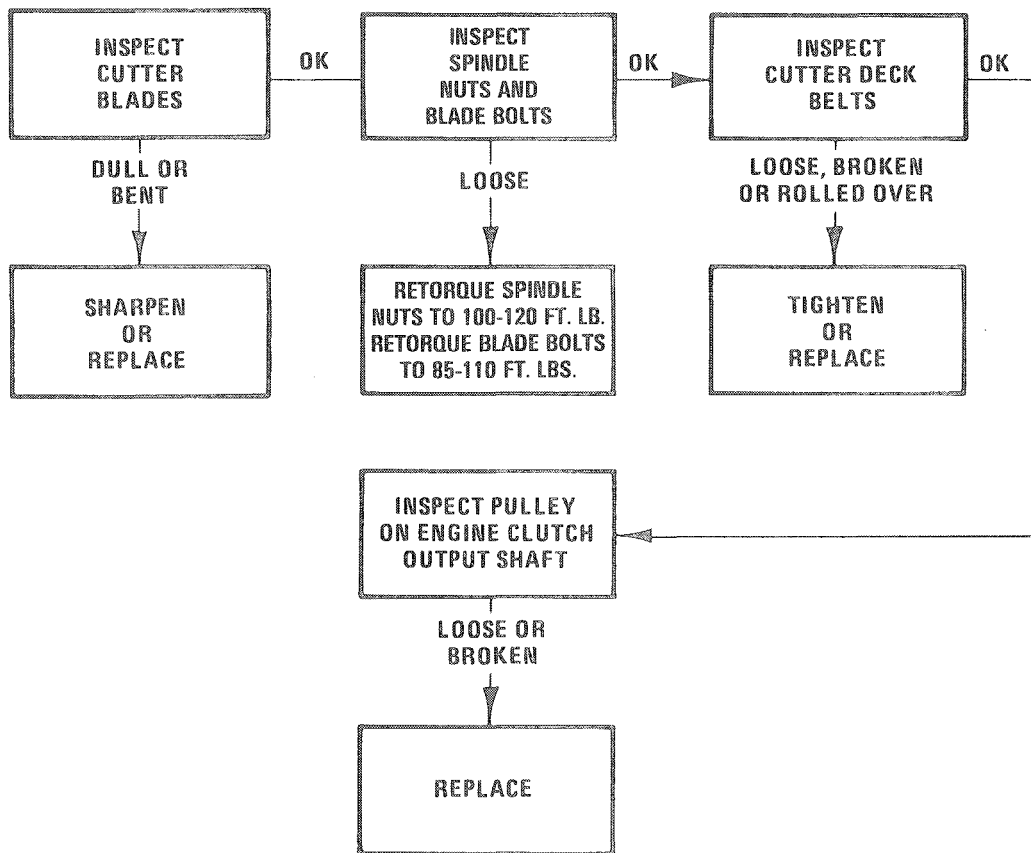 INSPECT
CUTTER
BLADES
OK
INSPECT
SPINDLE
NUTS AND
BLADE BOLTS
OK
INSPECT
CUTTER DECK
BELTS
OK
DULL OR
BENT
LOOSE
LOOSE, BROKEN
OR ROLLED OVER
SHARPEN
OR
REPLACE
RETORQUE SPINDLE
NUTS TO 100-120 FT. LB.
RETORQUE BLADE BOLTS
TO 85-110 FT. LBS.
TIGHTEN
OR
REPLACE
INSPECT PULLEY
ON ENGINE CLUTCH
OUTPUT SHAFT
LOOSE OR
BROKEN
REPLACE